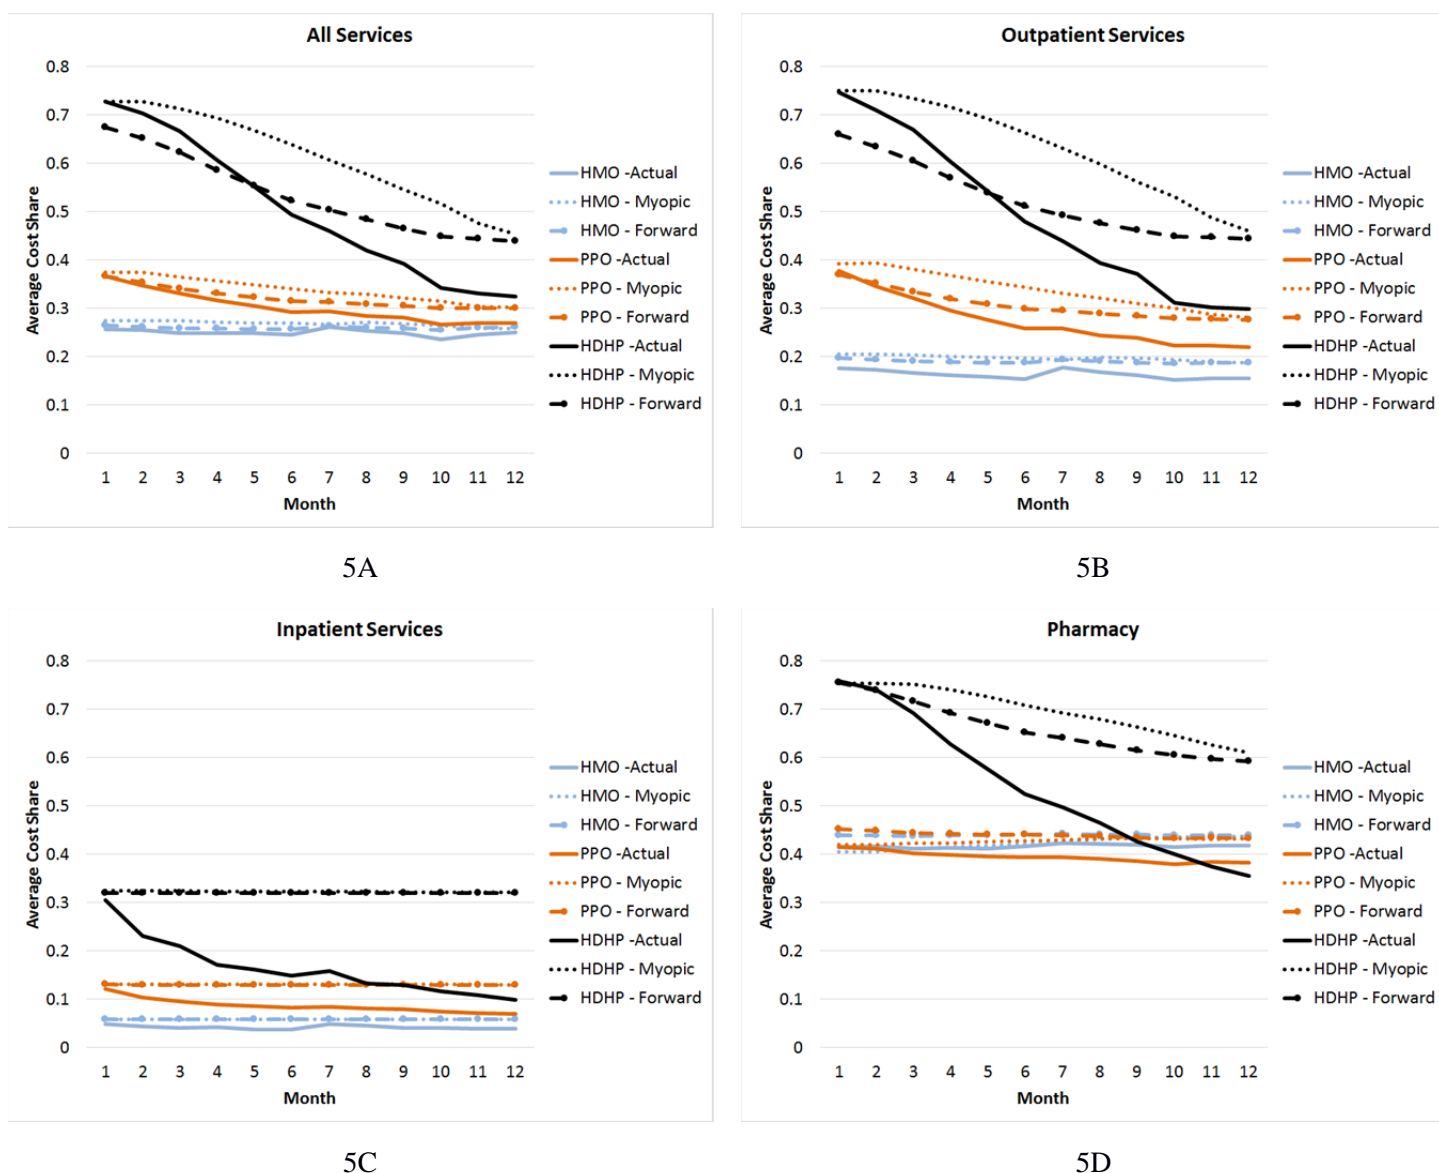 All Services
0.8
0.7
0.6
0.5
0.4
0.3
0.2
0.1
0
Average Cost Share
1 2 3 4 5 6 7 8 9 10 11 12
Month
HMO -Actual
HMO - Myopic
HMO - Forward
PPO -Actual
PPO - Myopic
PPO - Forward
HDHP -Actual
HDHP - Myopic
HDHP - Forward
5A
Outpatient Services
0.8
0.7
0.6
0.5
0.4
0.3
0.2
0.1
0
Average Cost Share
1 2 3 4 5 6 7 8 9 10 11 12
Month
HMO -Actual
HMO - Myopic
HMO - Forward
PPO -Actual
PPO - Myopic
PPO - Forward
HDHP -Actual
HDHP - Myopic
HDHP - Forward
5B
Inpatient Services
0.8
0.7
0.6
0.5
0.4
0.3
0.2
0.1
0
Average Cost Share
1 2 3 4 5 6 7 8 9 10 11 12
Month
HMO -Actual
HMO - Myopic
HMO - Forward
PPO -Actual
PPO - Myopic
PPO - Forward
HDHP -Actual
HDHP - Myopic
HDHP - Forward
5C
Pharmacy
0.8
0.7
0.6
0.5
0.4
0.3
0.2
0.1
0
Average Cost Share
1 2 3 4 5 6 7 8 9 10 11 12
Month
HMO -Actual
HMO - Myopic
HMO - Forward
PPO -Actual
PPO - Myopic
PPO - Forward
HDHP -Actual
HDHP - Myopic
HDHP - Forward
5D